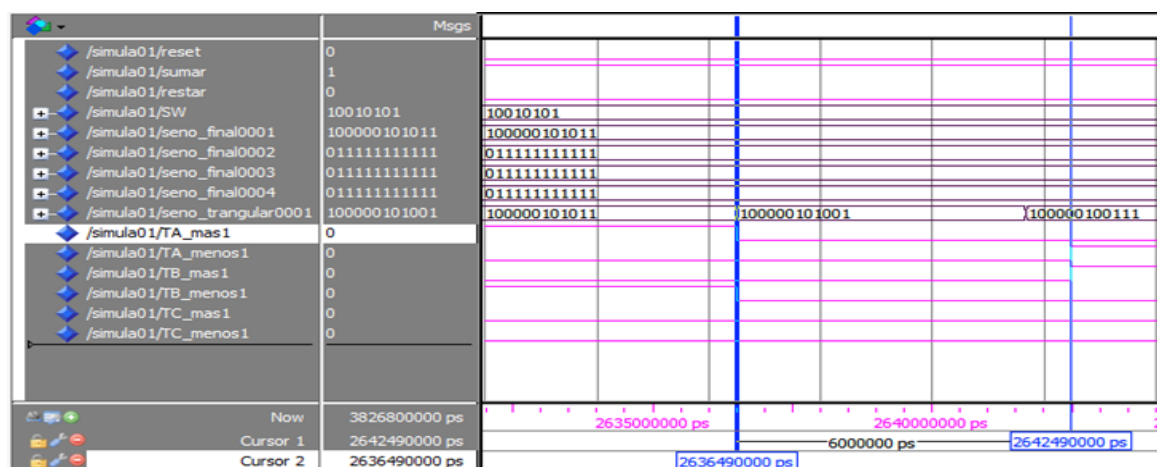 Msgs
/simula01/reset 0
/simula01/sumar 1
/simula01/restar 0
/simula01/SW 10010101 10010101
/simula01/seno_final0001 100000101011 100000101011
/simula01/seno_final0002 011111111111 011111111111
/simula01/seno_final0003 011111111111 011111111111
/simula01/seno_final0004 011111111111 011111111111
/simula01/seno_trangular0001 100000101001 100000101011 100000101001 100000100111
/simula01/TA_mas1 0
/simula01/TA_menos1 0
/simula01/TB_mas1 0
/simula01/TB_menos1 0
/simula01/TC_mas1 0
/simula01/TC_menos1 0
Now 3826800000 ps 2635000000 ps 2640000000 ps
Cursor 1 2642490000 ps 6000000 ps 2642490000 ps
Cursor 2 2636490000 ps 2636490000 ps